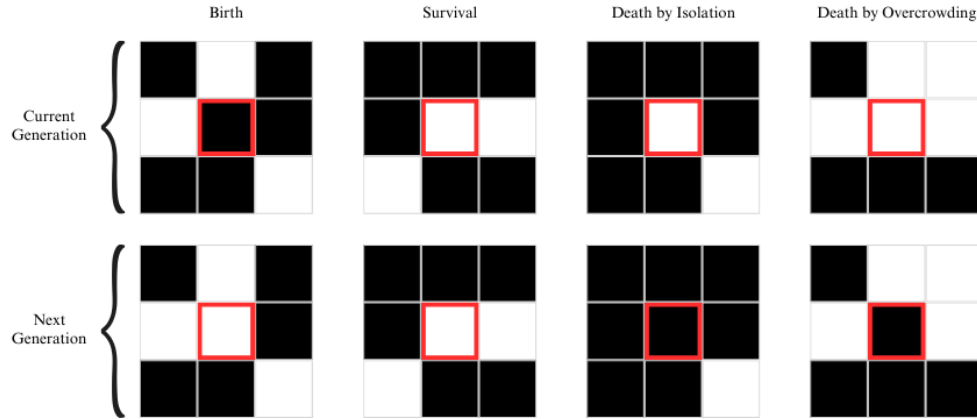 Birth
Survival
Death by Isolation
Death by Overcrowding
Current
Generation
Next
Generation